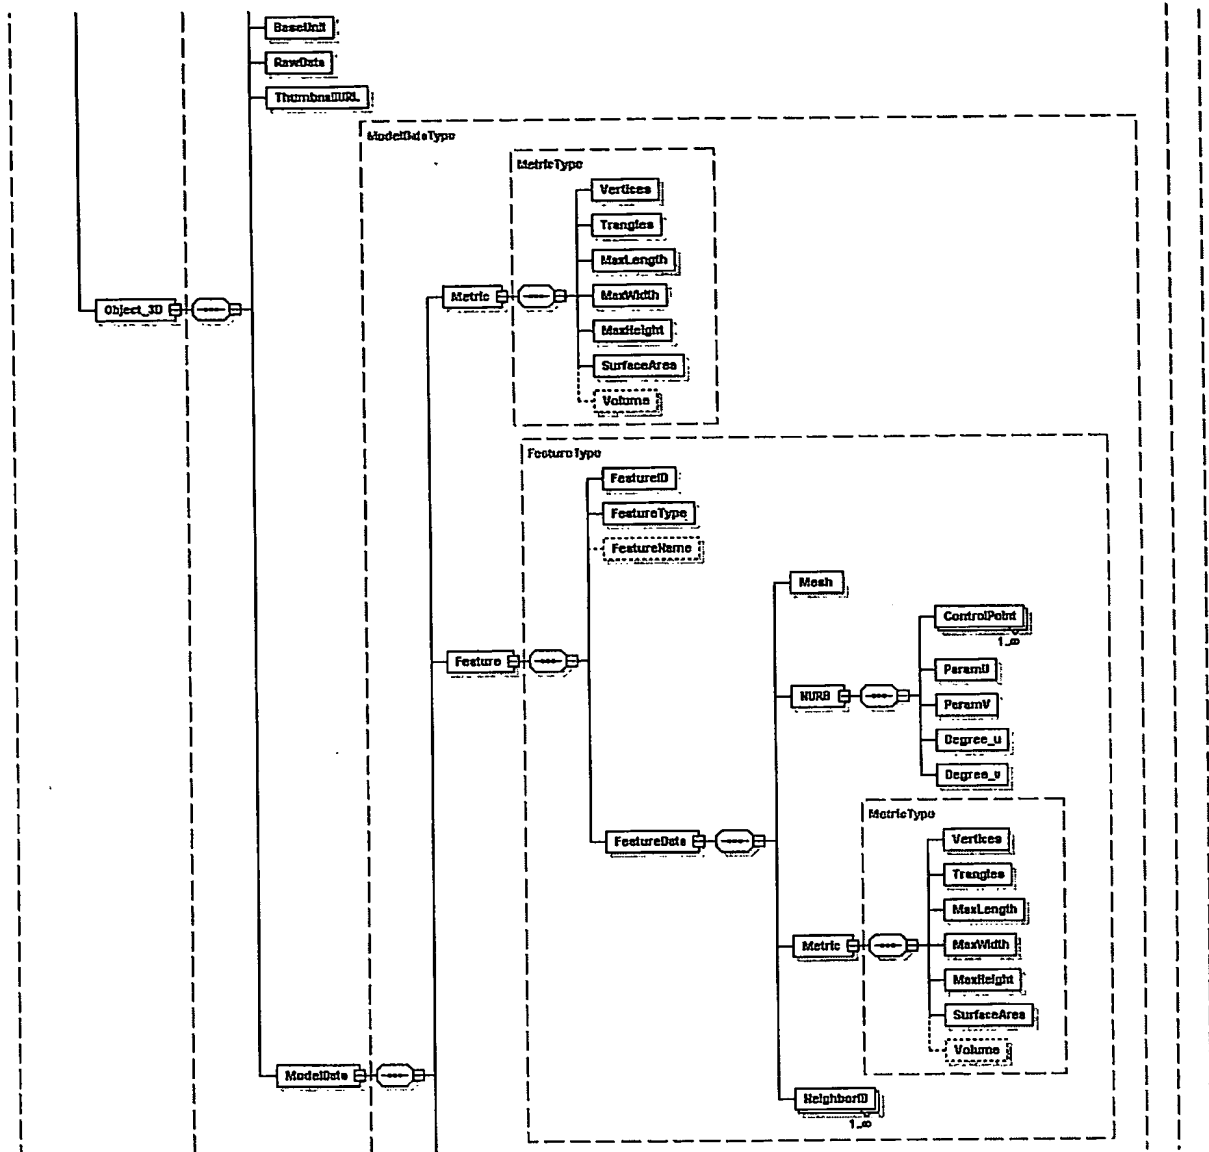 BaseUnit
RawData
ThumbnailURL
ModelDataType
MetricType
Vertices
Trangles
MaxLength
Object_3D
Metric
MaxWidth
MaxHeight
SurfaceArea
Volume
FeatureType
FeatureID
FeatureType
FeatureName
Mesh
ControlPoint
1..∞
Feature
ParamU
NURB
ParamV
Degree_u
Degree_v
MetricType
FeatureData
Vertices
Trangles
MaxLength
Metric
MaxWidth
MaxHeight
SurfaceArea
Volume
ModelData
NeighborID
1..∞